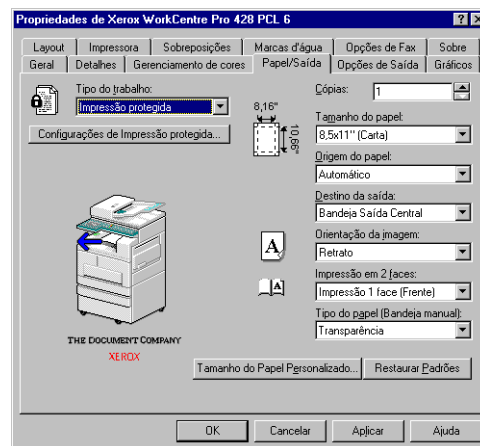 Propriedades de Xerox WorkCentre Pro 428 PCL 6
Layout Impressora Sobreposições Marcas d'água Opções de Fax Sobre
Geral Detalhes Gerenciamento de cores Papel/Saída Opções de Saída Gráficos
Tipo do trabalho:
Impressão protegida
Configurações de Impressão protegida...
8,16"
10,66"
Cópias: 1
Tamanho do papel:
8,5x11" (Carta)
Origem do papel:
Automático
Destino da saída:
Bandeja Saída Central
Orientação da imagem:
A
Retrato
Impressão em 2 faces:
A
Impressão 1 face (Frente)
Tipo do papel (Bandeja manual):
Transparência
THE DOCUMENT COMPANY
XEROX
Tamanho do Papel Personalizado... Restaurar Padrões
OK Cancelar Aplicar Ajuda